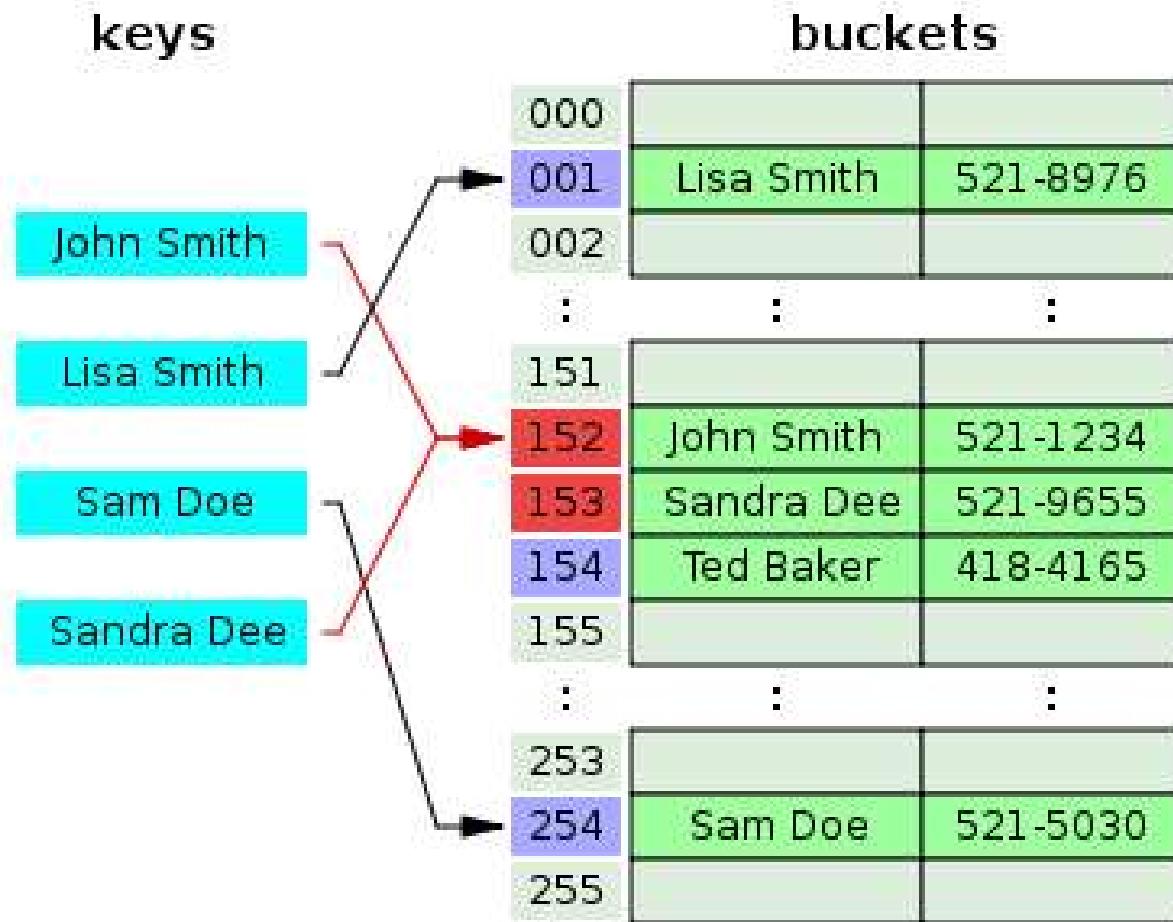 keys
buckets
000
001 Lisa Smith 521-8976
John Smith
002
: : :
Lisa Smith
151
152 John Smith 521-1234
Sam Doe
153 Sandra Dee 521-9655
154 Ted Baker 418-4165
Sandra Dee
155
: : :
253
254 Sam Doe 521-5030
255